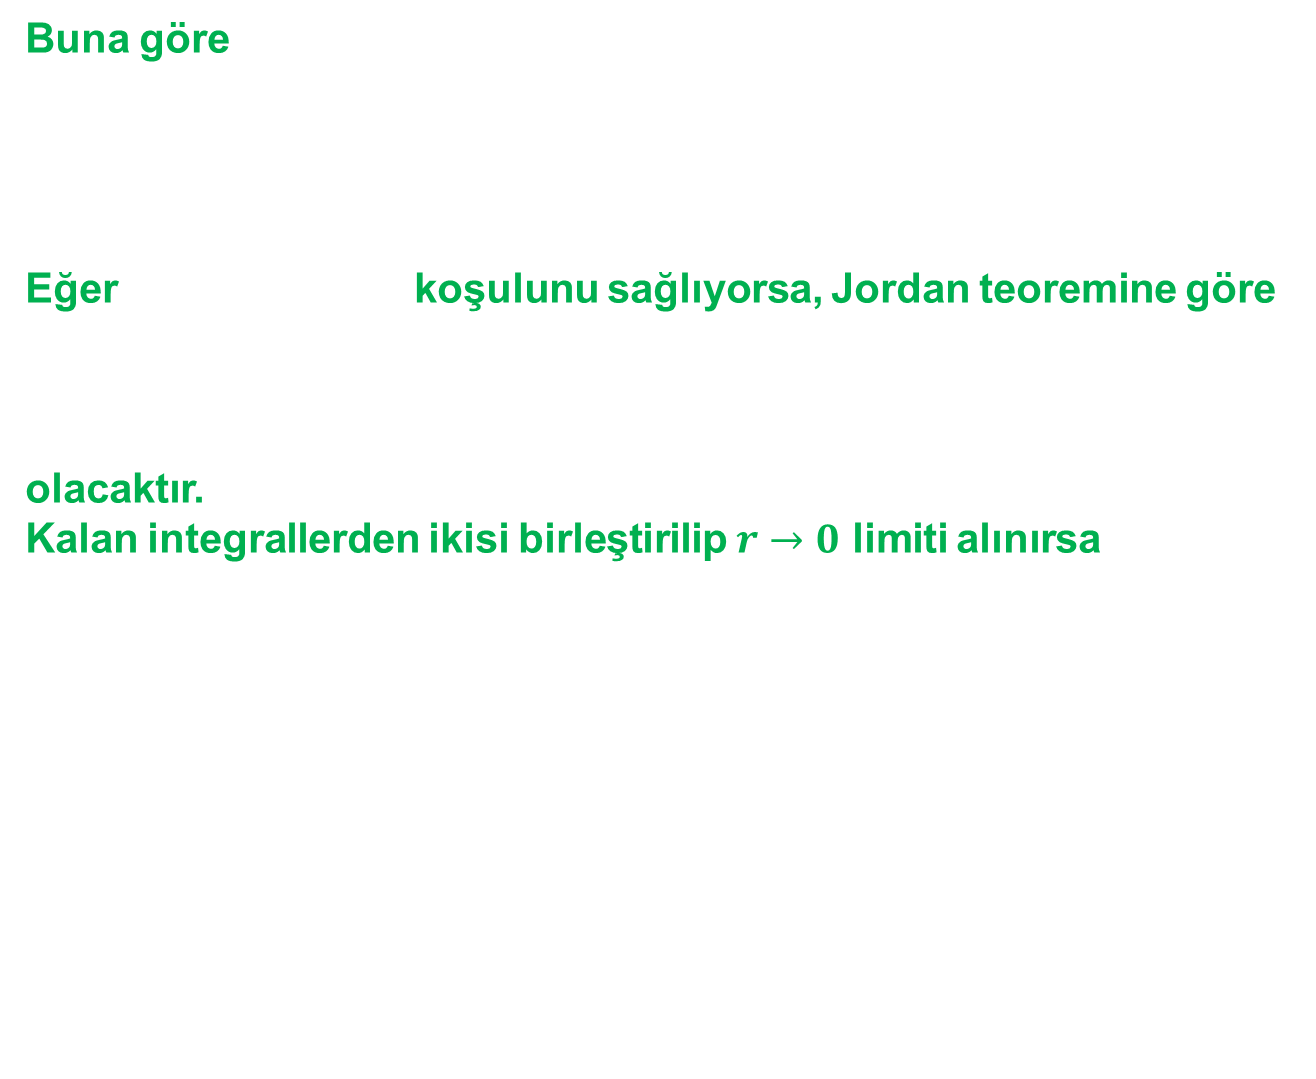 Buna göre
Eğer koşulunu sağlıyorsa, Jordan teoremine göre
olacaktır.
Kalan integrallerden ikisi birleştirilip r → 0 limiti alınırsa